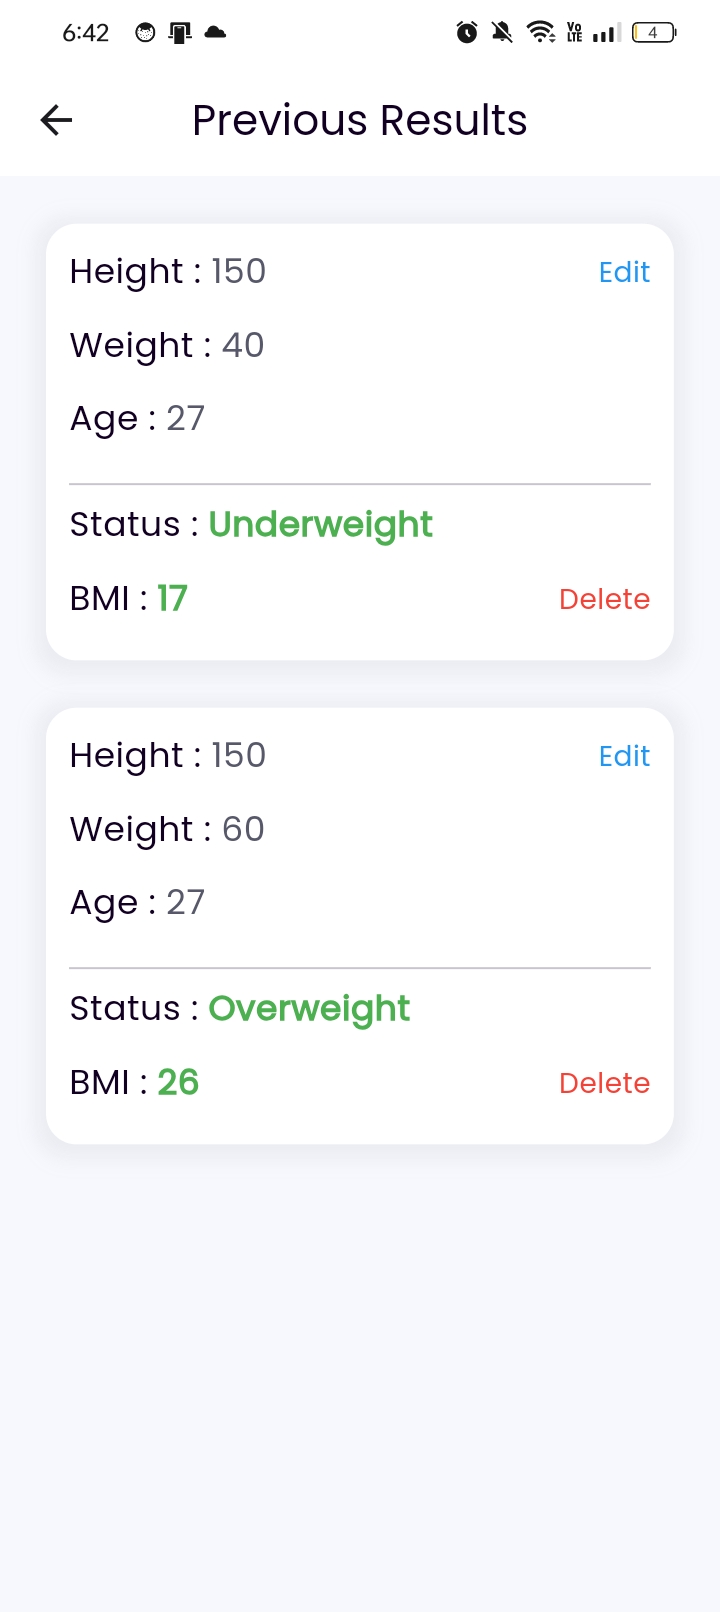 6:42 Vo LTE 4
Previous Results
Height : 150 Edit
Weight : 40
Age : 27
Status : Underweight
BMI : 17 Delete
Height : 150 Edit
Weight : 60
Age : 27
Status : Overweight
BMI : 26 Delete